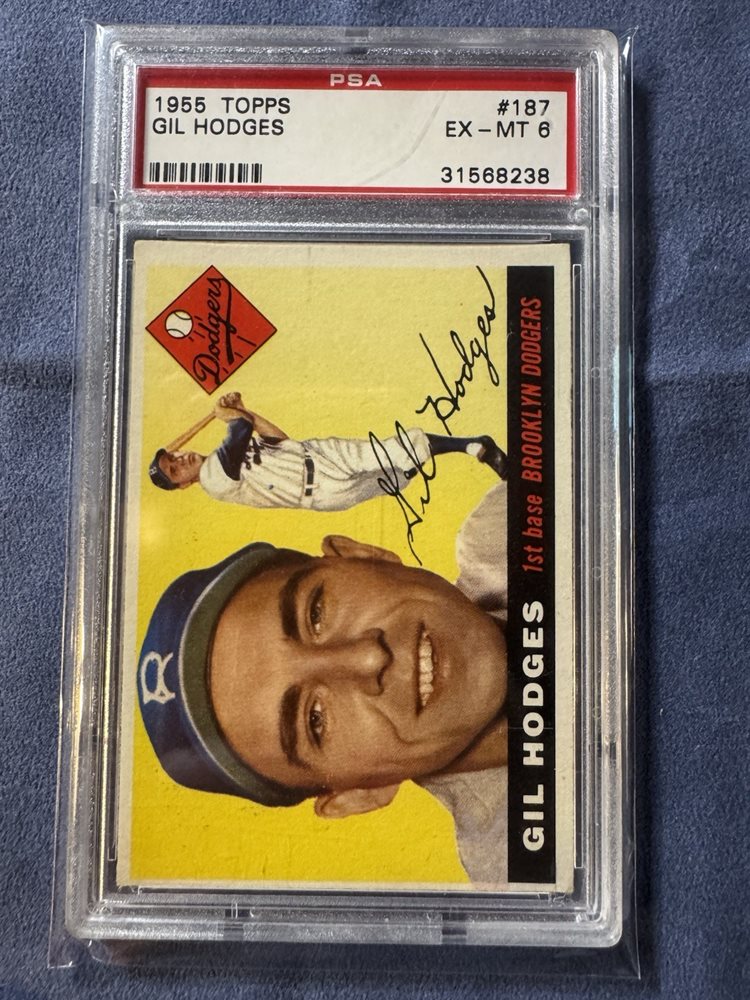 PSA
1955 TOPPS #187
GIL HODGES EX-MT 6
31568238
Dodgers
Gil Hodges
GIL HODGES 1st base BROOKLYN DODGERS
B